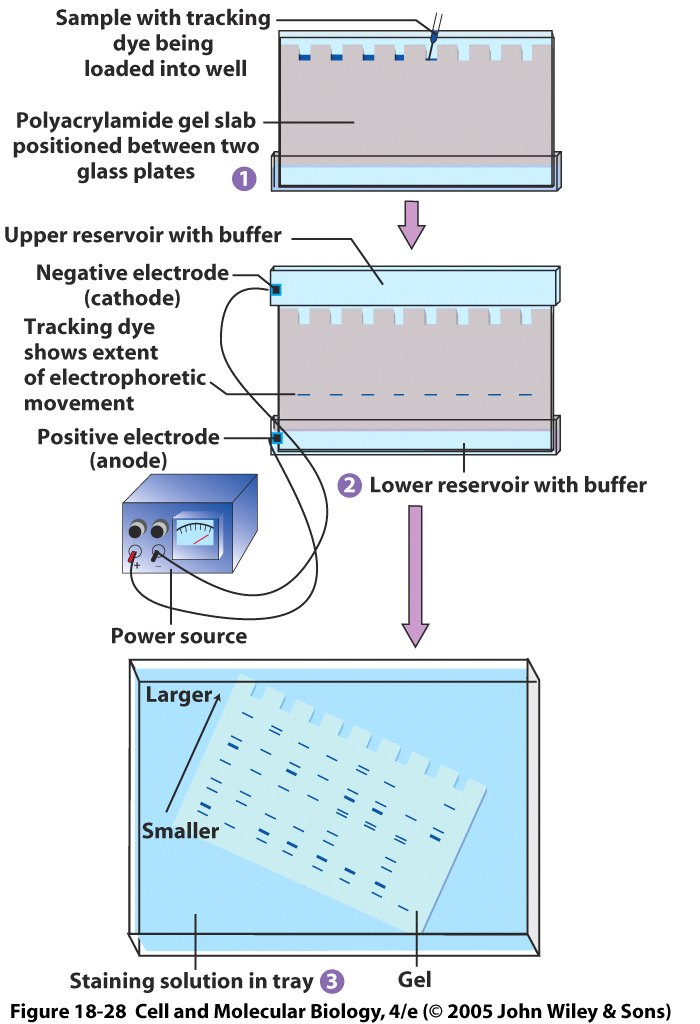 Sample with tracking
dye being
loaded into well
Polyacrylamide gel slab
positioned between two
glass plates
1
Upper reservoir with buffer
Negative electrode
(cathode)
Tracking dye
shows extent
of electrophoretic
movement
Positive electrode
(anode)
2 Lower reservoir with buffer
+ –
Power source
Larger
Smaller
Staining solution in tray 3
Gel
Figure 18-28 Cell and Molecular Biology, 4/e (© 2005 John Wiley & Sons)